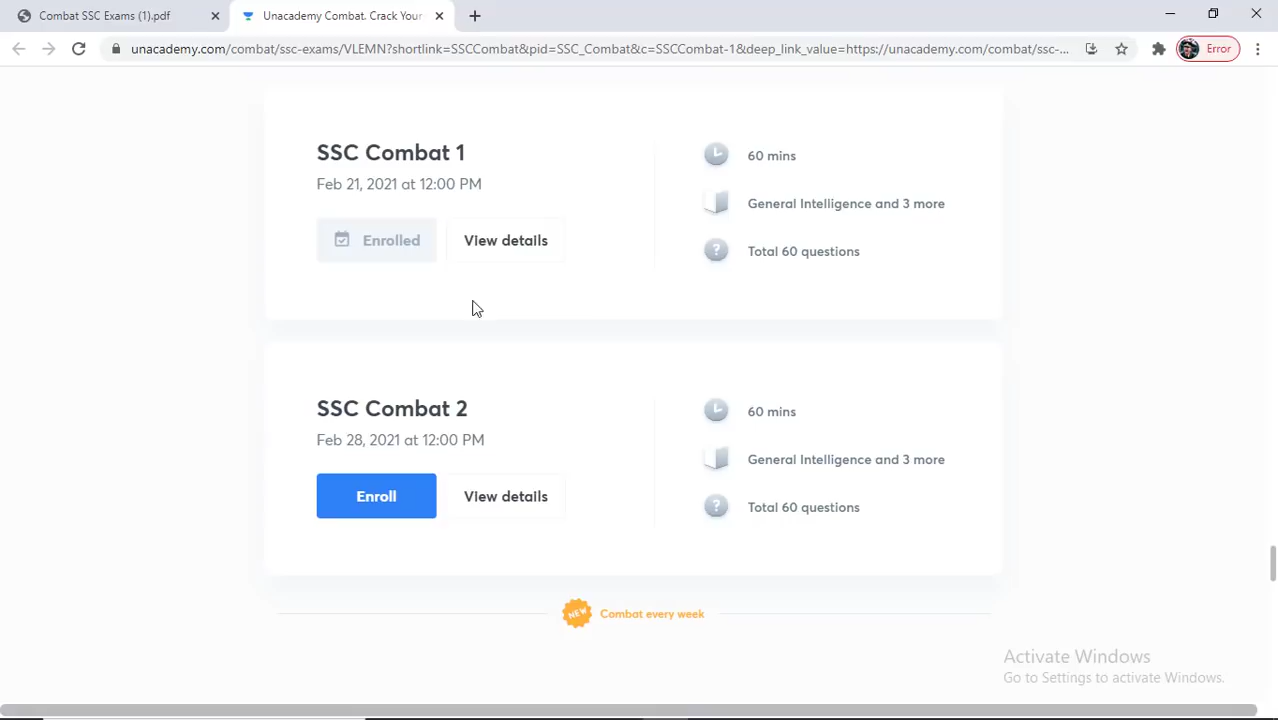 Combat SSC Exams (1).pdf
Unacademy Combat. Crack Your
unacademy.com/combat/ssc-exams/VLEMN?shortlink=SSCCombat&pid=SSC_Combat&c=SSCCombat-1&deep_link_value=https://unacademy.com/combat/ssc-...
Error
SSC Combat 1
Feb 21, 2021 at 12:00 PM
Enrolled
View details
60 mins
General Intelligence and 3 more
? Total 60 questions
SSC Combat 2
Feb 28, 2021 at 12:00 PM
Enroll
View details
60 mins
General Intelligence and 3 more
? Total 60 questions
NEW Combat every week
Activate Windows
Go to Settings to activate Windows.